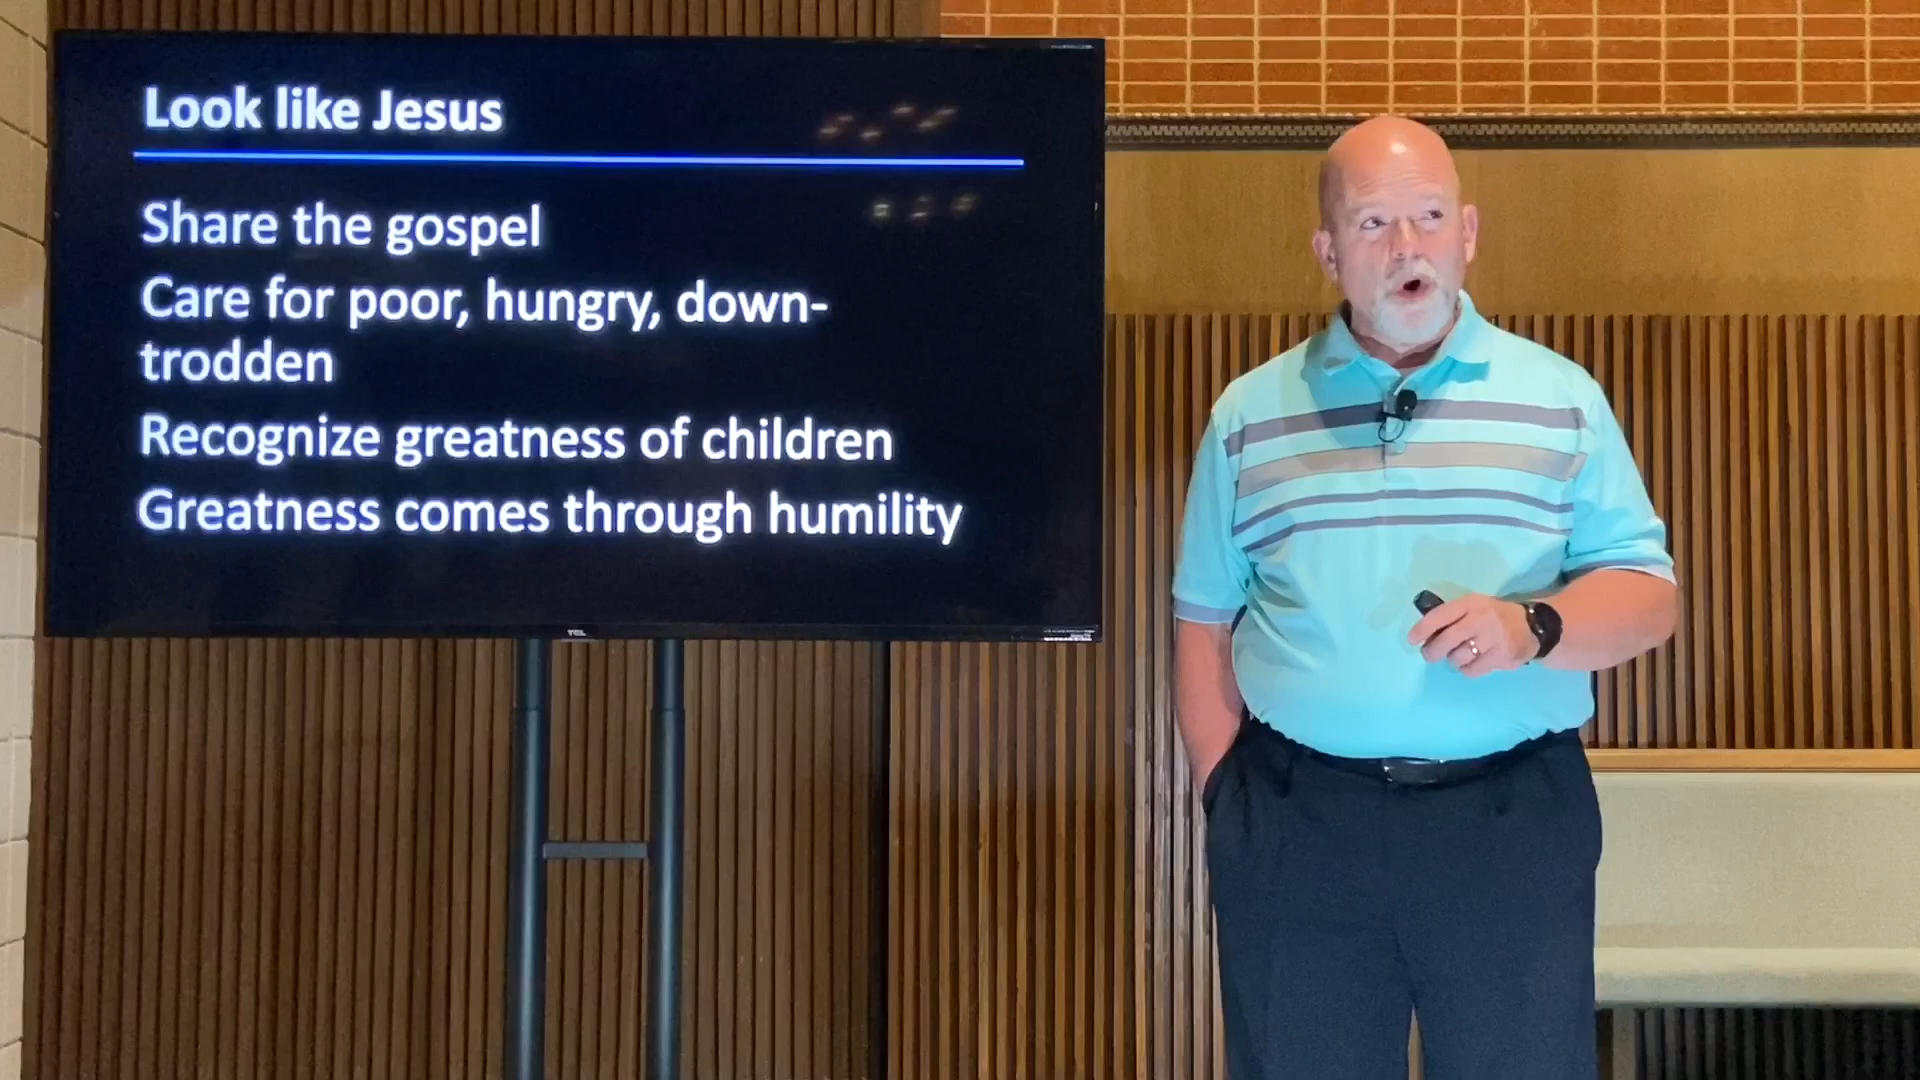 Look like Jesus
Share the gospel
Care for poor, hungry, down-
trodden
Recognize greatness of children
Greatness comes through humility
TCL